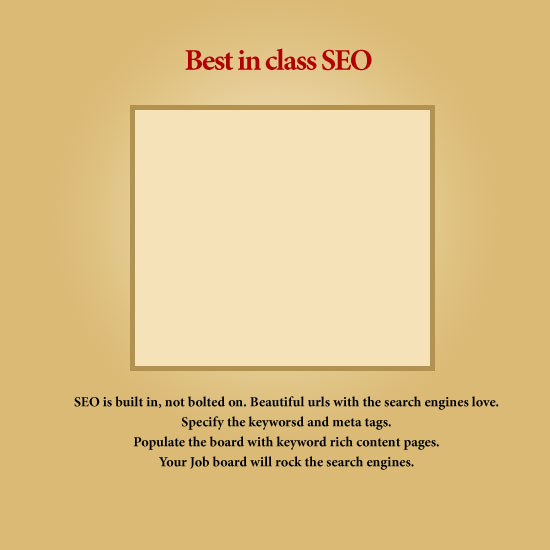 Best in class SEO
SEO is built in, not bolted on. Beautiful urls with the search engines love.
Specify the keyworsd and meta tags.
Populate the board with keyword rich content pages.
Your Job board will rock the search engines.